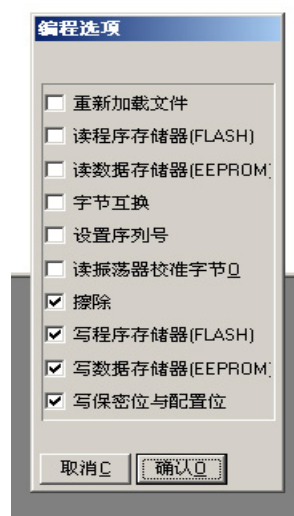 编程选项
重新加载文件
读程序存储器(FLASH)
读数据存储器(EEPROM)
字节互换
设置序列号
读振荡器校准字节O
擦除
写程序存储器(FLASH)
写数据存储器(EEPROM)
写保密位与配置位
取消C 确认O